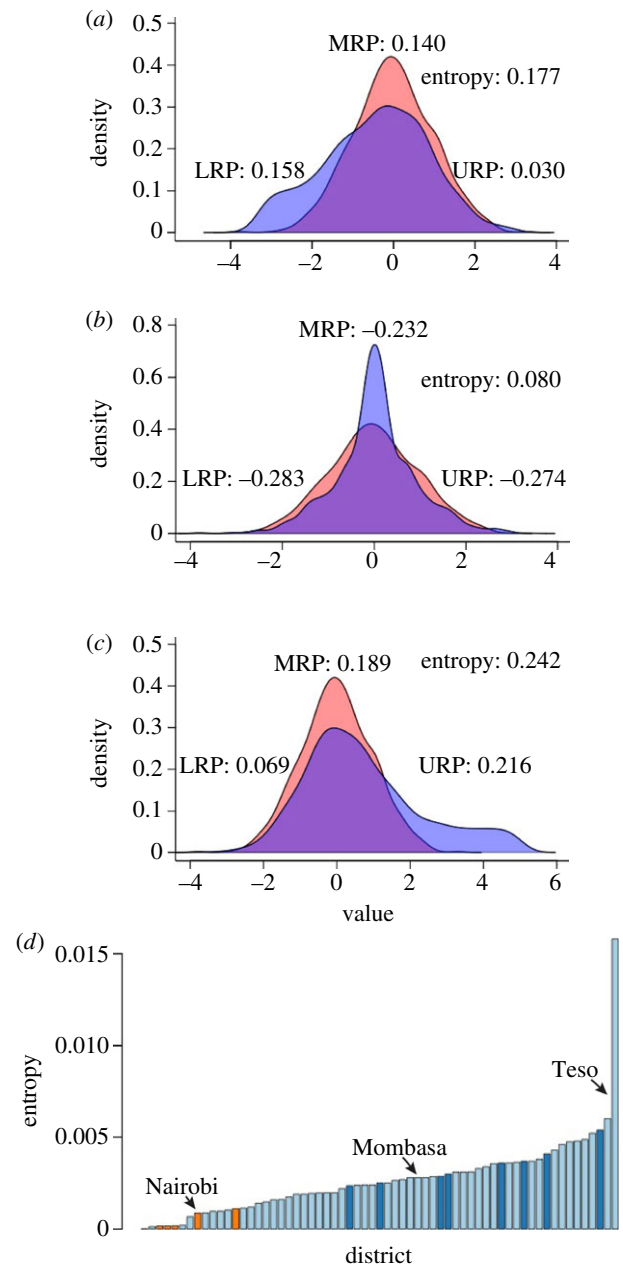 (a)
MRP: 0.140
entropy: 0.177
LRP: 0.158
URP: 0.030
density
0.5
0.4
0.3
0.2
0.1
0
–4 –2 0 2 4
(b)
MRP: –0.232
entropy: 0.080
LRP: –0.283
URP: –0.274
density
0.8
0.6
0.4
0.2
0
–4 –2 0 2 4
(c)
MRP: 0.189
entropy: 0.242
LRP: 0.069
URP: 0.216
density
0.5
0.4
0.3
0.2
0.1
0
–4 –2 0 2 4 6
value
(d)
entropy
0.015
0.010
0.005
0
Teso
Mombasa
Nairobi
district